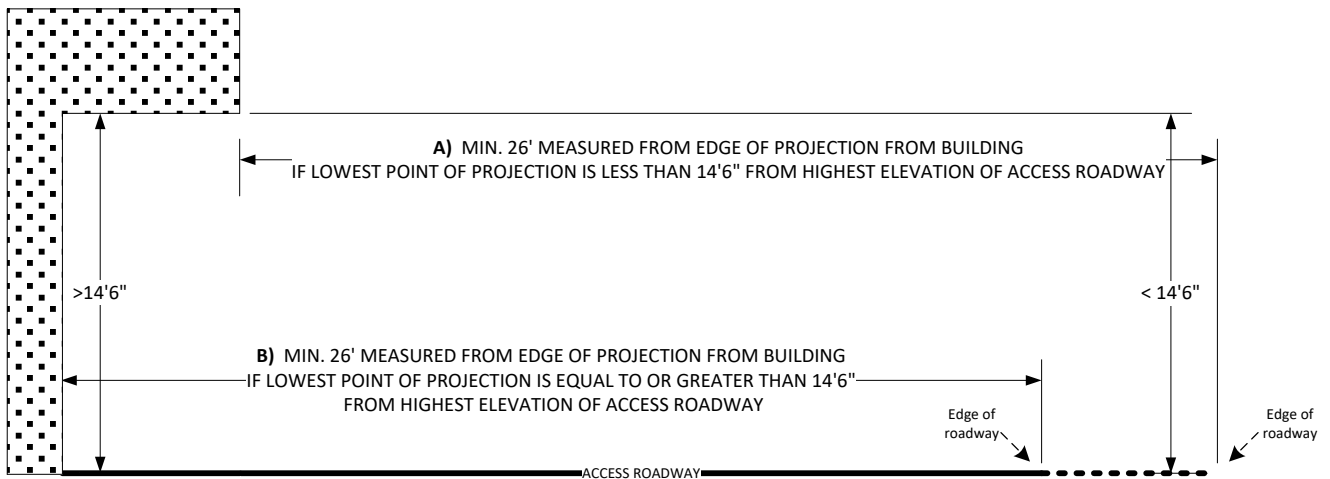 A) MIN. 26' MEASURED FROM EDGE OF PROJECTION FROM BUILDING
IF LOWEST POINT OF PROJECTION IS LESS THAN 14'6" FROM HIGHEST ELEVATION OF ACCESS ROADWAY
>14'6"
< 14'6"
B) MIN. 26' MEASURED FROM EDGE OF PROJECTION FROM BUILDING
IF LOWEST POINT OF PROJECTION IS EQUAL TO OR GREATER THAN 14'6"
FROM HIGHEST ELEVATION OF ACCESS ROADWAY
Edge of
roadway
Edge of
roadway
ACCESS ROADWAY